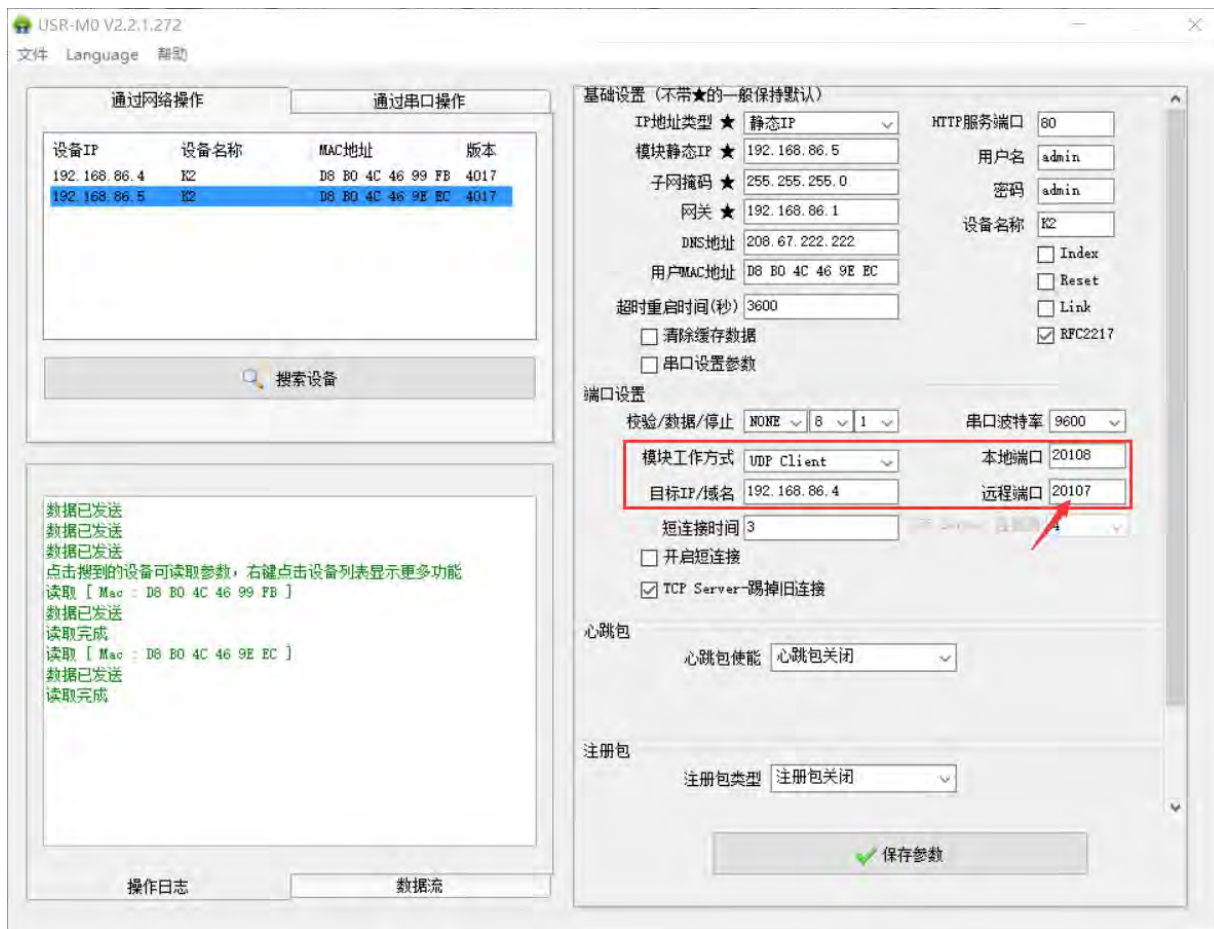 USR-M0 V2.2.1.272
文件 Language 帮助
通过网络操作 通过串口操作
设备IP 设备名称 MAC地址 版本
192.168.86.4 K2 D8 B0 4C 46 99 FB 4017
192.168.86.5 K2 D8 B0 4C 46 9E EC 4017
搜索设备
数据已发送
数据已发送
数据已发送
点击搜到的设备可读取参数，右键点击设备列表显示更多功能
读取 [ Mac : D8 B0 4C 46 99 FB ]
数据已发送
读取完成
读取 [ Mac : D8 B0 4C 46 9E EC ]
数据已发送
读取完成
操作日志 数据流
基础设置（不带★的一般保持默认）
IP地址类型 ★ 静态IP HTTP服务端口 80
模块静态IP ★ 192.168.86.5 用户名 admin
子网掩码 ★ 255.255.255.0 密码 admin
网关 ★ 192.168.86.1 设备名称 K2
DNS地址 208.67.222.222 Index
用户MAC地址 D8 B0 4C 46 9E EC Reset
超时重启时间(秒) 3600 Link
清除缓存数据 RFC2217
串口设置参数
端口设置
校验/数据/停止 NONE 8 1 串口波特率 9600
模块工作方式 UDP Client 本地端口 20108
目标IP/域名 192.168.86.4 远程端口 20107
短连接时间 3 Server 4
开启短连接
TCP Server-踢掉旧连接
心跳包
心跳包使能 心跳包关闭
注册包
注册包类型 注册包关闭
保存参数